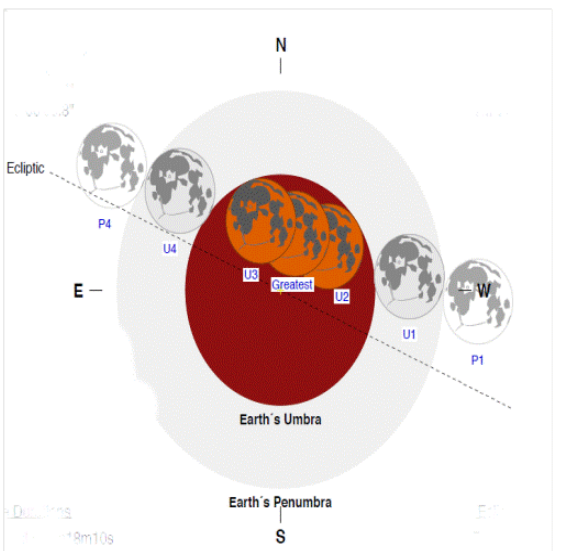 N
Ecliptic
P4
U4
U3
Greatest
U2
E
W
U1
P1
Earth´s Umbra
Earth´s Penumbra
S